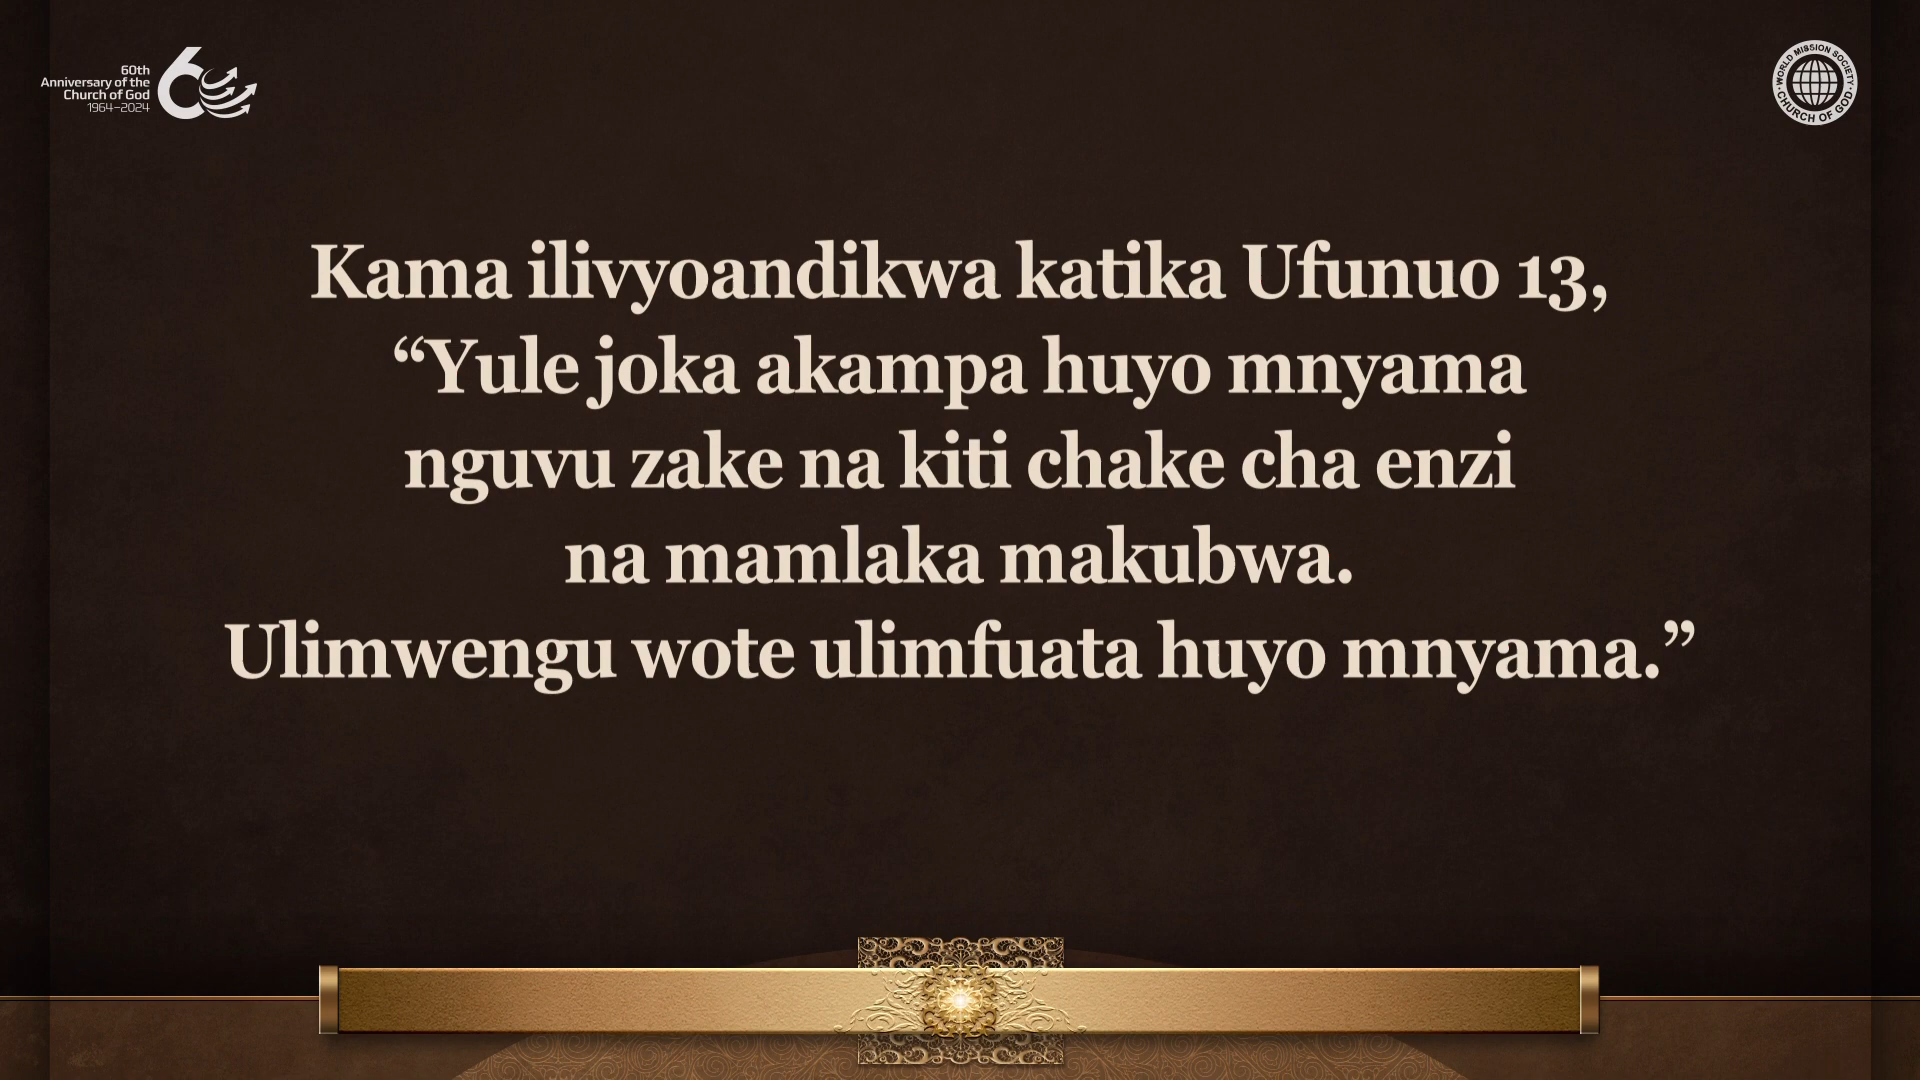 60th
Anniversary of the
Church of God
1964–2024
WORLD MISSION SOCIETY
CHURCH OF GOD
Kama ilivyoandikwa katika Ufunuo 13,
“Yule joka akampa huyo mnyama
nguvu zake na kiti chake cha enzi
na mamlaka makubwa.
Ulimwengu wote ulimfuata huyo mnyama.”